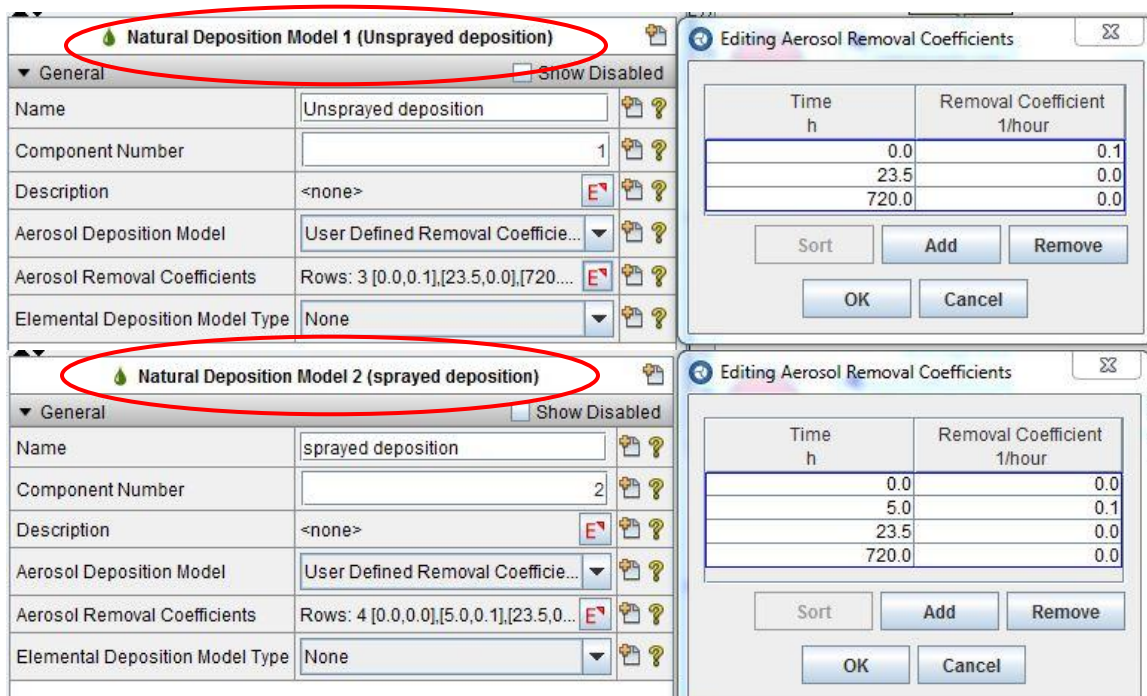 Natural Deposition Model 1 (Unsprayed deposition)
General
Show Disabled
Name Unsprayed deposition
Component Number 1
Description <none> E
Aerosol Deposition Model User Defined Removal Coefficie...
Aerosol Removal Coefficients Rows: 3 [0.0,0.1],[23.5,0.0],[720.... E
Elemental Deposition Model Type None
Editing Aerosol Removal Coefficients
Time Removal Coefficient
h 1/hour
0.0 0.1
23.5 0.0
720.0 0.0
Sort Add Remove
OK Cancel
Natural Deposition Model 2 (sprayed deposition)
General
Show Disabled
Name sprayed deposition
Component Number 2
Description <none> E
Aerosol Deposition Model User Defined Removal Coefficie...
Aerosol Removal Coefficients Rows: 4 [0.0,0.0],[5.0,0.1],[23.5,0... E
Elemental Deposition Model Type None
Editing Aerosol Removal Coefficients
Time Removal Coefficient
h 1/hour
0.0 0.0
5.0 0.1
23.5 0.0
720.0 0.0
Sort Add Remove
OK Cancel